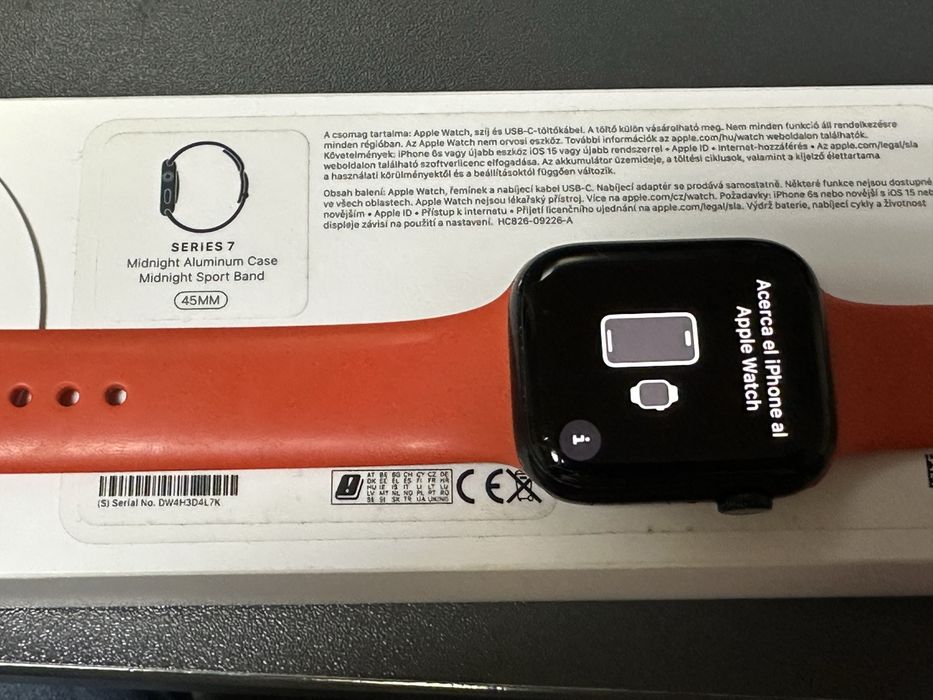 A csomag tartalma: Apple Watch, szíj és USB-C-töltőkábel. A töltő külön vásárolható meg. Nem minden funkció áll rendelkezésre
minden régióban. Az Apple Watch nem orvosi eszköz. További információk az apple.com/hu/watch weboldalon találhatók.
Követelmények: iPhone 6s vagy újabb eszköz iOS 15 vagy újabb rendszerrel • Apple ID • Internet-hozzáférés • Az apple.com/legal/sla
weboldalon található szoftverlicenc elfogadása. Az akkumulátor üzemideje, a töltési ciklusok, valamint a kijelző élettartama
a használati körülményektől és a beállításoktól függően változik.
Obsah balení: Apple Watch, řemínek a nabíjecí kabel USB-C. Nabíjecí adaptér se prodává samostatně. Některé funkce nejsou dostupné
ve všech oblastech. Apple Watch nejsou lékařský přístroj. Více na apple.com/cz/watch. Požadavky: iPhone 6s nebo novější s iOS 15 nebo
novějším • Apple ID • Přístup k internetu • Přijetí licenčního ujednání na apple.com/legal/sla. Výdrž baterie, nabíjecí cykly a životnost
displeje závisí na použití a nastavení. HC826-09226-A
SERIES 7
Midnight Aluminum Case
Midnight Sport Band
45MM
Acerca el iPhone al
Apple Watch
i
(S) Serial No. DW4H3D4L7K
AT BE BG CH CY CZ DE
DK EE EL ES FI FR HR
HU IE IS IT LI LT LU
LV MT NL NO PL PT RO
SE SI SK TR UA UK(NI)
CE